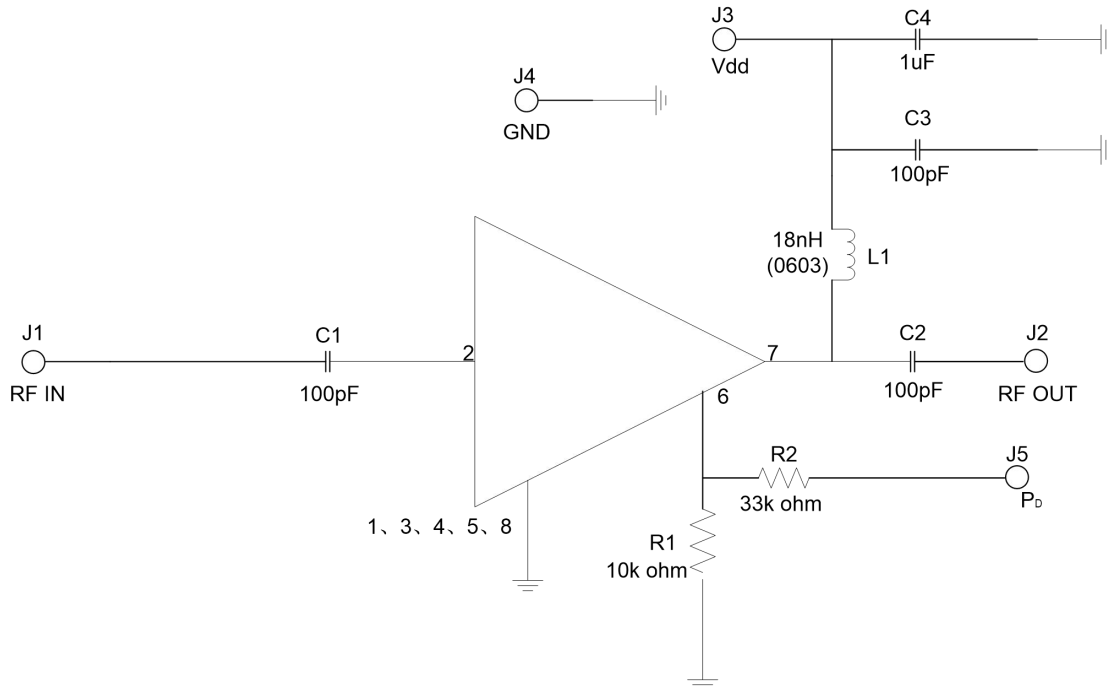 J3
Vdd
C4
1uF
J4
GND
C3
100pF
18nH
(0603)
L1
J1
RF IN
C1
100pF
2
7
C2
100pF
J2
RF OUT
6
R2
33k ohm
J5
PD
1、3、4、5、8
R1
10k ohm